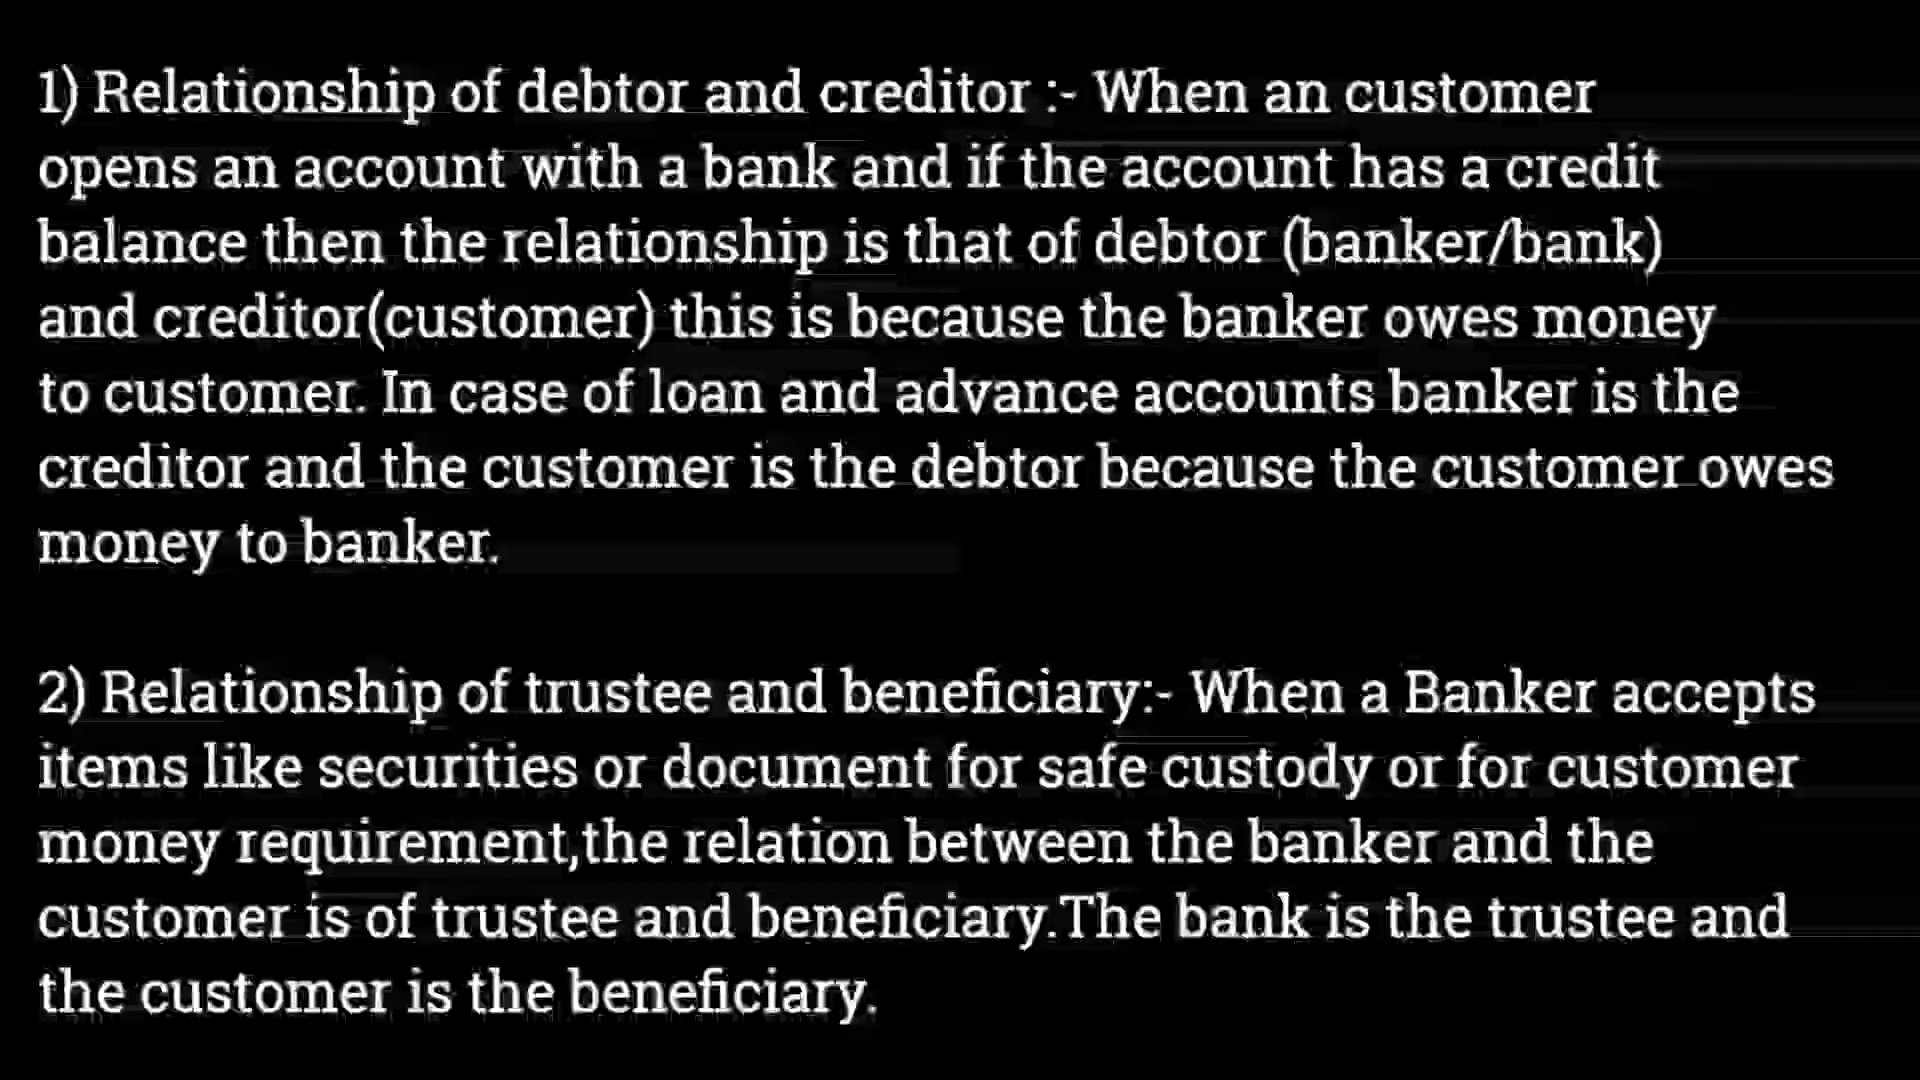 1) Relationship of debtor and creditor :- When an customer
opens an account with a bank and if the account has a credit
balance then the relationship is that of debtor (banker/bank)
and creditor(customer) this is because the banker owes money
to customer. In case of loan and advance accounts banker is the
creditor and the customer is the debtor because the customer owes
money to banker.
2) Relationship of trustee and beneficiary:- When a Banker accepts
items like securities or document for safe custody or for customer
money requirement,the relation between the banker and the
customer is of trustee and beneficiary.The bank is the trustee and
the customer is the beneficiary.